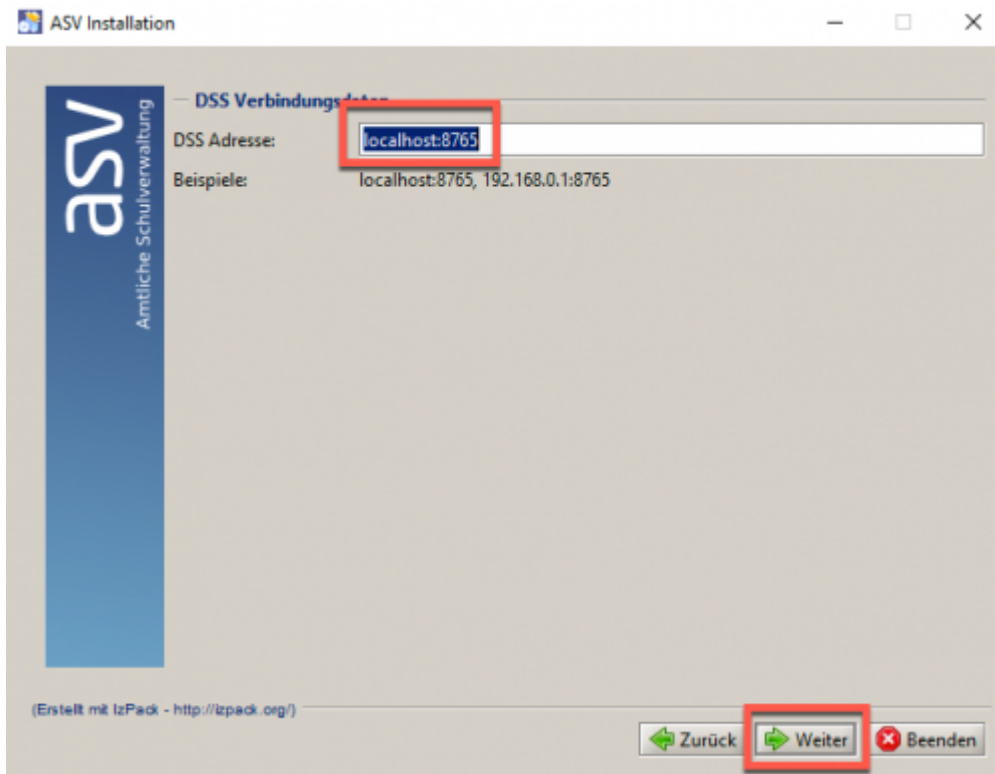 ASV Installation
DSS Verbindungsdaten
DSS Adresse: localhost:8765
Beispiele: localhost:8765, 192.168.0.1:8765
asv
Amtliche Schulverwaltung
(Erstellt mit IzPack - http://izpack.org/)
Zurück Weiter Beenden